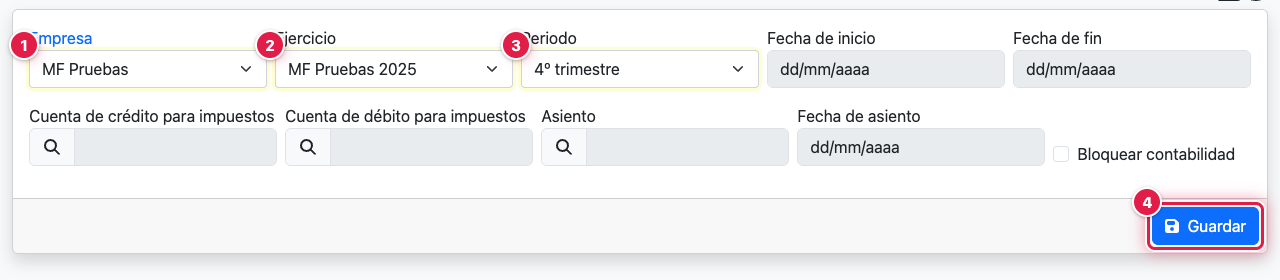 1 Empresa 2 Ejercicio 3 Periodo Fecha de inicio Fecha de fin
MF Pruebas MF Pruebas 2025 4º trimestre dd/mm/aaaa dd/mm/aaaa
Cuenta de crédito para impuestos Cuenta de débito para impuestos Asiento Fecha de asiento
dd/mm/aaaa Bloquear contabilidad
4 Guardar